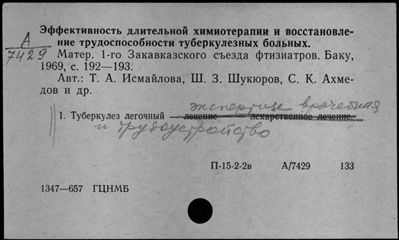 Эффективность длительной химиотерапии и восстановле-
А
7429
ние трудоспособности туберкулезных больных.
Матер. 1-го Закавказского съезда фтизиатров. Баку,
1969, с. 192—193.
Авт.: Т. А. Исмайлова, Ш. З. Шукюров, С. К. Ахме-
дов и др.
экспертиза врачебная
1. Туберкулез легочный — лечение — лекарственное лечение.
и трудоустройство
П-15-2-2в А/7429 133
1347—657 ГЦНМБ